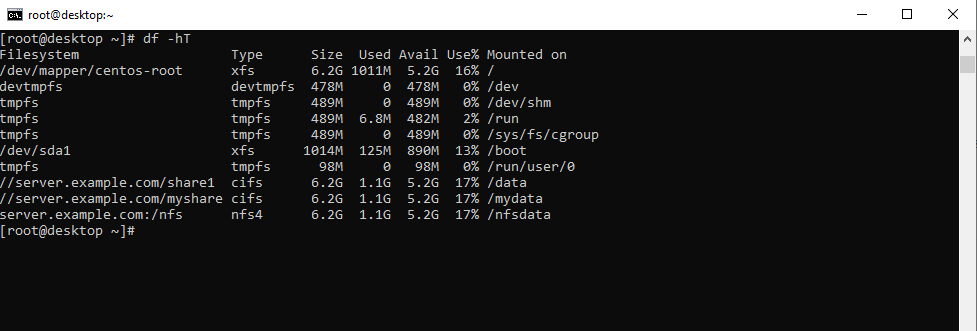 root@desktop:~
[root@desktop ~]# df -hT
Filesystem                   Type      Size  Used Avail Use% Mounted on
/dev/mapper/centos-root      xfs       6.2G 1011M  5.2G  16% /
devtmpfs                     devtmpfs  478M     0  478M   0% /dev
tmpfs                        tmpfs     489M     0  489M   0% /dev/shm
tmpfs                        tmpfs     489M  6.8M  482M   2% /run
tmpfs                        tmpfs     489M     0  489M   0% /sys/fs/cgroup
/dev/sda1                    xfs      1014M  125M  890M  13% /boot
tmpfs                        tmpfs      98M     0   98M   0% /run/user/0
//server.example.com/share1  cifs      6.2G  1.1G  5.2G  17% /data
//server.example.com/myshare cifs      6.2G  1.1G  5.2G  17% /mydata
server.example.com:/nfs      nfs4      6.2G  1.1G  5.2G  17% /nfsdata
[root@desktop ~]#